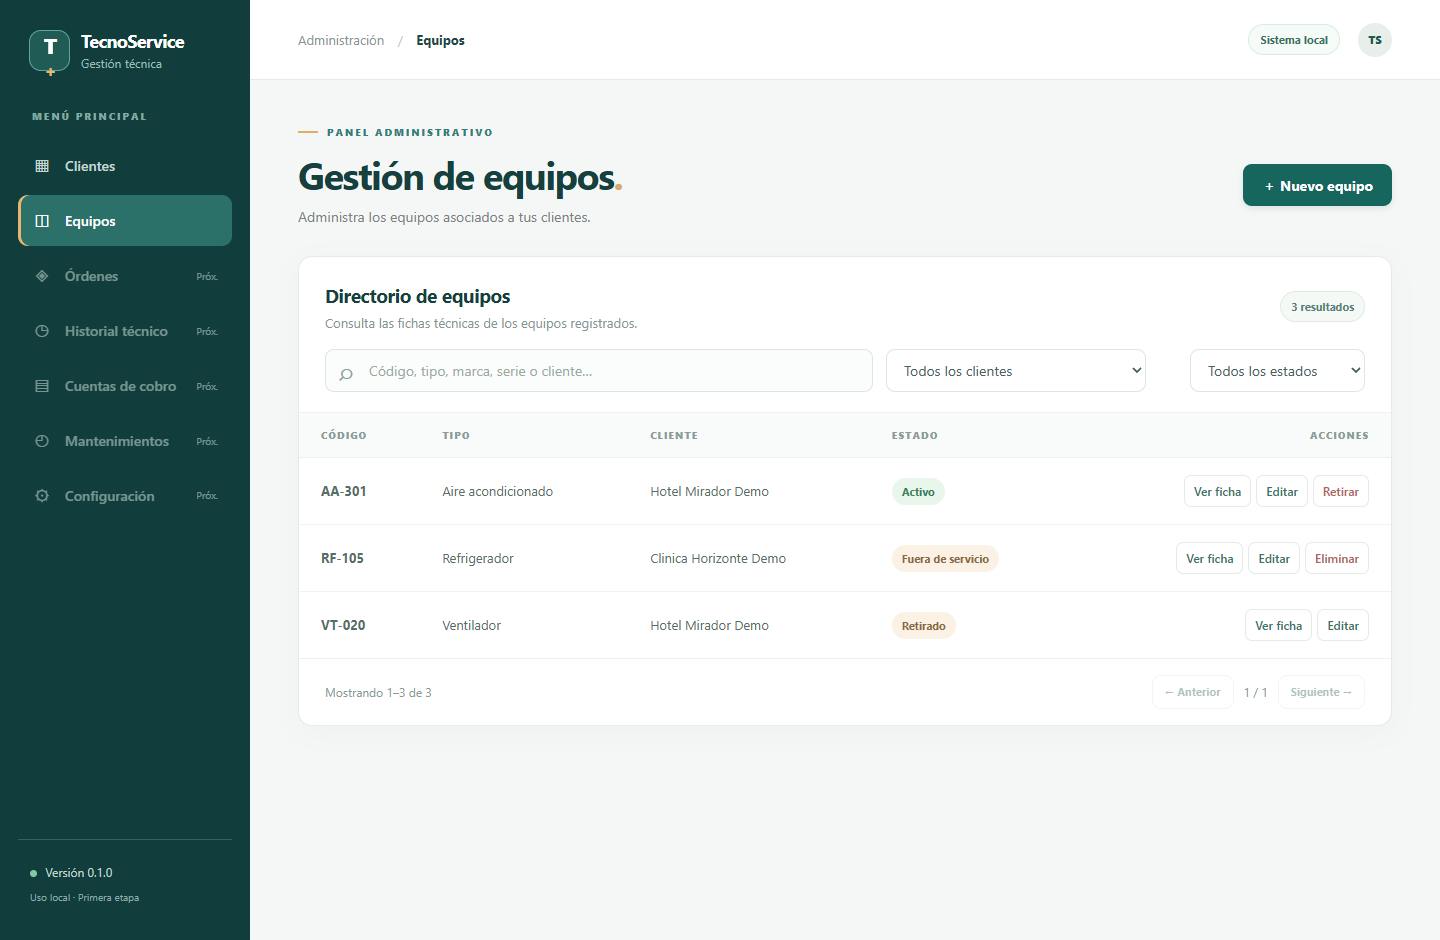 T
TecnoService
Gestión técnica
MENÚ PRINCIPAL
Clientes
Equipos
Órdenes Próx.
Historial técnico Próx.
Cuentas de cobro Próx.
Mantenimientos Próx.
Configuración Próx.
Versión 0.1.0
Uso local · Primera etapa
Administración / Equipos
Sistema local
TS
PANEL ADMINISTRATIVO
Gestión de equipos.
Administra los equipos asociados a tus clientes.
+ Nuevo equipo
Directorio de equipos
Consulta las fichas técnicas de los equipos registrados.
3 resultados
Código, tipo, marca, serie o cliente...
Todos los clientes
Todos los estados
CÓDIGO TIPO CLIENTE ESTADO ACCIONES
AA-301 Aire acondicionado Hotel Mirador Demo Activo Ver ficha Editar Retirar
RF-105 Refrigerador Clinica Horizonte Demo Fuera de servicio Ver ficha Editar Eliminar
VT-020 Ventilador Hotel Mirador Demo Retirado Ver ficha Editar
Mostrando 1–3 de 3
← Anterior 1 / 1 Siguiente →